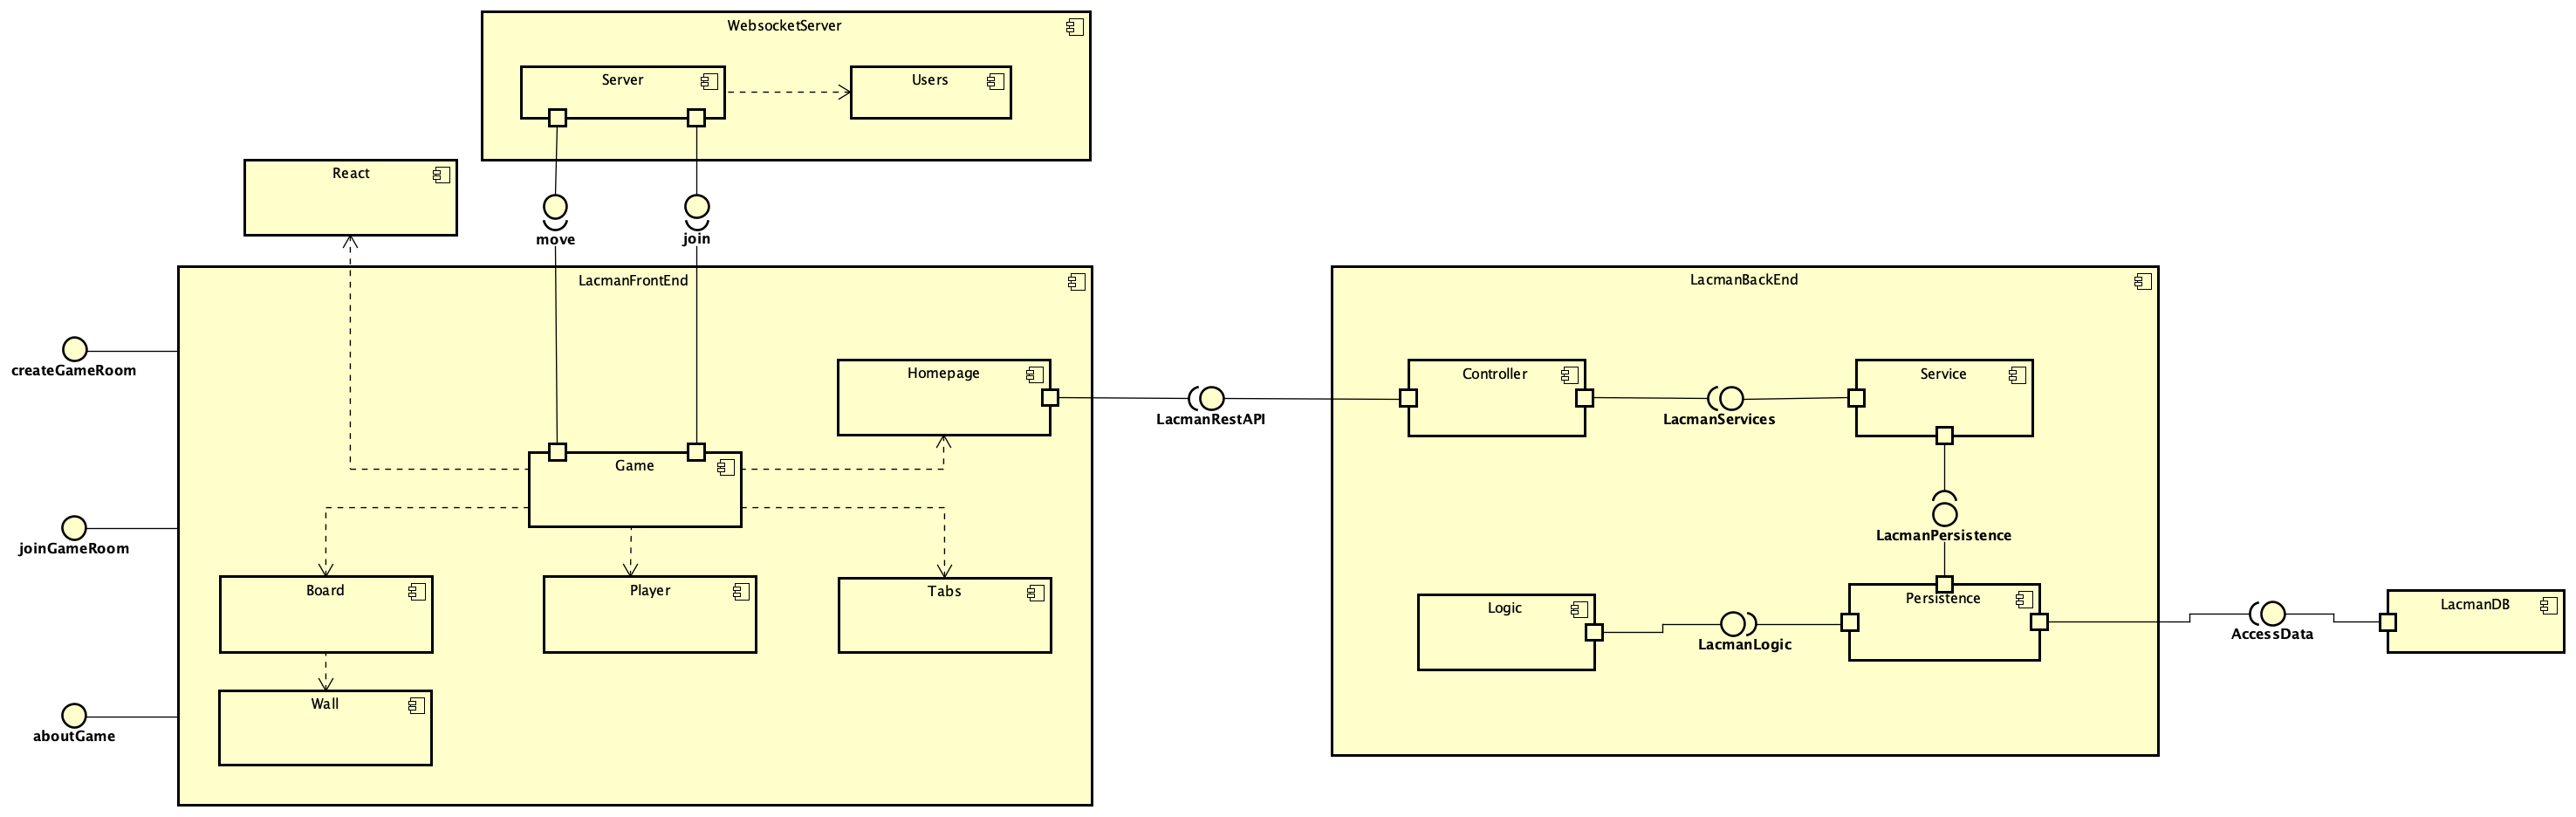 WebsocketServer
Server
Users
React
move
join
LacmanFrontEnd
LacmanBackEnd
createGameRoom
Homepage
LacmanRestAPI
Controller
LacmanServices
Service
Game
joinGameRoom
LacmanPersistence
Board
Player
Tabs
Logic
LacmanLogic
Persistence
AccessData
LacmanDB
Wall
aboutGame